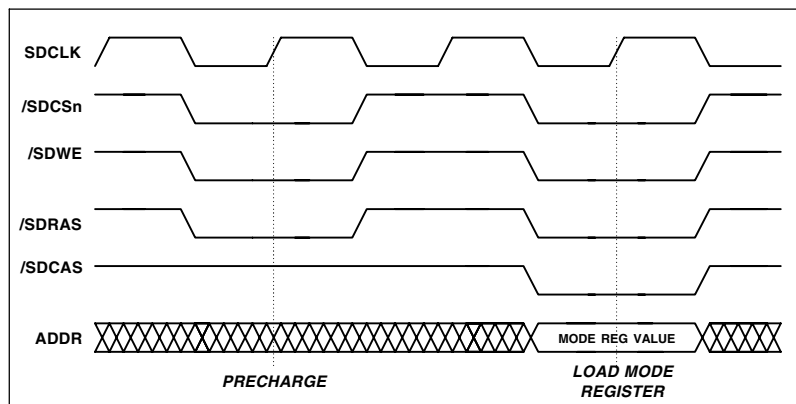 SDCLK
/SDCSn
/SDWE
/SDRAS
/SDCAS
ADDR
MODE REG VALUE
PRECHARGE
LOAD MODE
REGISTER